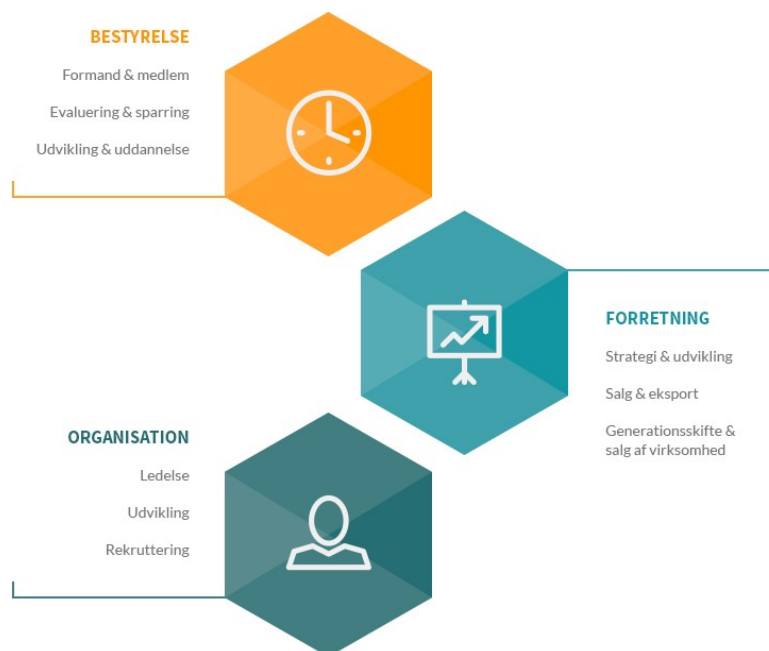 BESTYRELSE
Formand & medlem
Evaluering & sparring
Udvikling & uddannelse
FORRETNING
Strategi & udvikling
Salg & eksport
Generationsskifte &
salg af virksomhed
ORGANISATION
Ledelse
Udvikling
Rekruttering